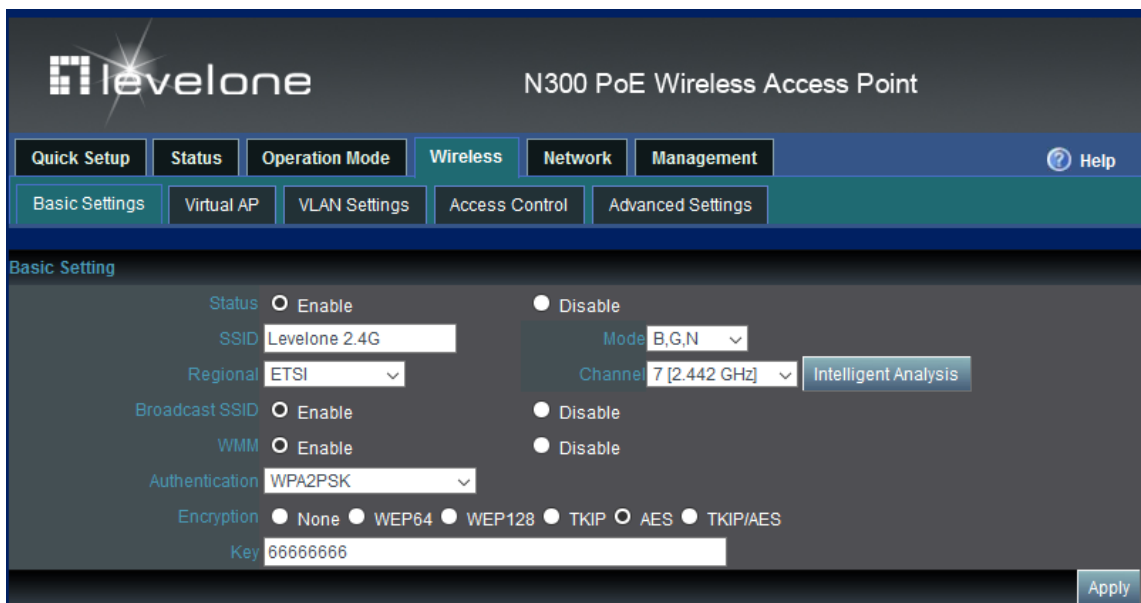 levelone
N300 PoE Wireless Access Point
Quick Setup Status Operation Mode Wireless Network Management Help
Basic Settings Virtual AP VLAN Settings Access Control Advanced Settings
Basic Setting
Status Enable Disable
SSID Levelone 2.4G Mode B,G,N
Regional ETSI Channel 7 [2.442 GHz] Intelligent Analysis
Broadcast SSID Enable Disable
WMM Enable Disable
Authentication WPA2PSK
Encryption None WEP64 WEP128 TKIP AES TKIP/AES
Key 66666666
Apply